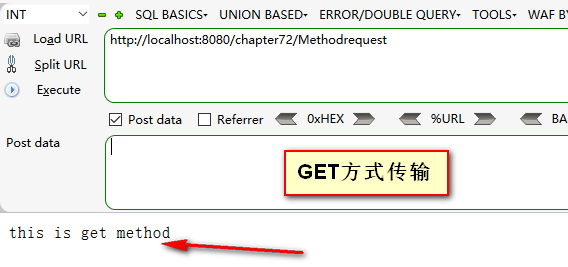 INT SQL BASICS UNION BASED ERROR/DOUBLE QUERY TOOLS WAF BY
Load URL http://localhost:8080/chapter72/Methodrequest
Split URL
Execute
Post data Referrer 0xHEX %URL BA
Post data
GET方式传输
this is get method